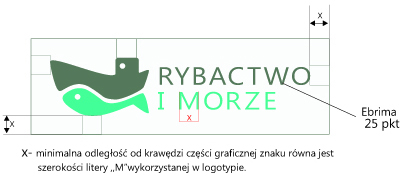 X
RYBACTWO
I MORZE
X
X
Ebrima
25 pkt
X- minimalna odległość od krawędzi części graficznej znaku równa jest
szerokości litery ,,M"wykorzystanej w logotypie.